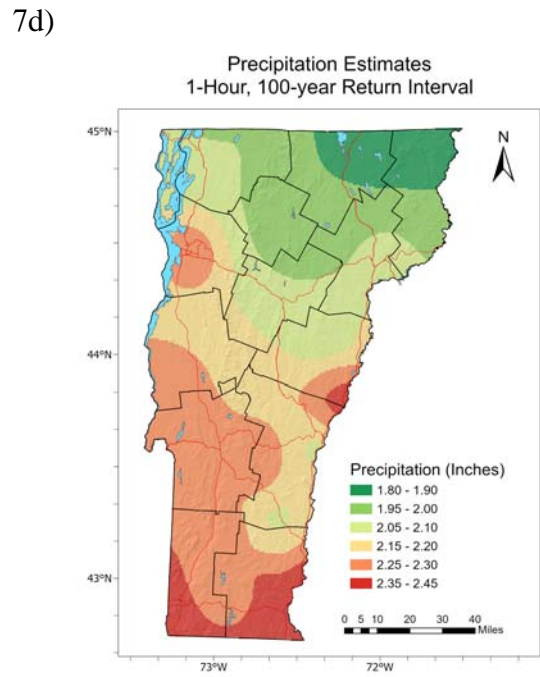 7d)
Precipitation Estimates
1-Hour, 100-year Return Interval
45°N
N
44°N
Precipitation (Inches)
1.80 - 1.90
1.95 - 2.00
2.05 - 2.10
2.15 - 2.20
2.25 - 2.30
2.35 - 2.45
43°N
0 5 10 20 30 40
Miles
73°W 72°W